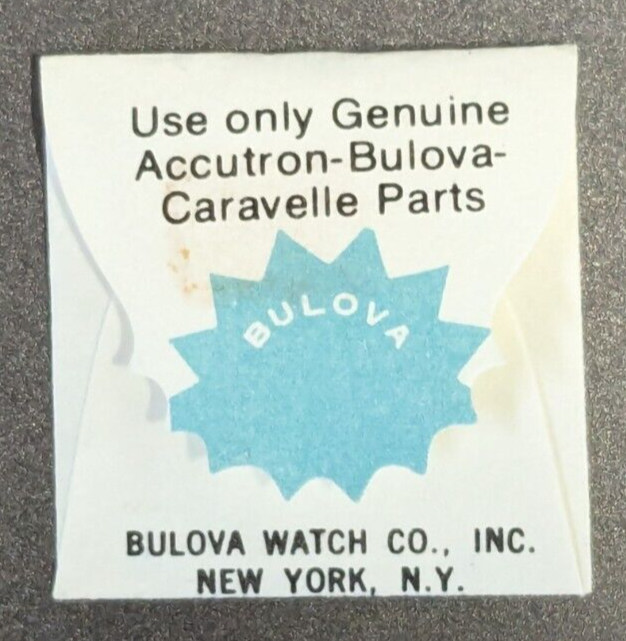 Use only Genuine
Accutron-Bulova-
Caravelle Parts
BULOVA
BULOVA WATCH CO., INC.
NEW YORK, N.Y.